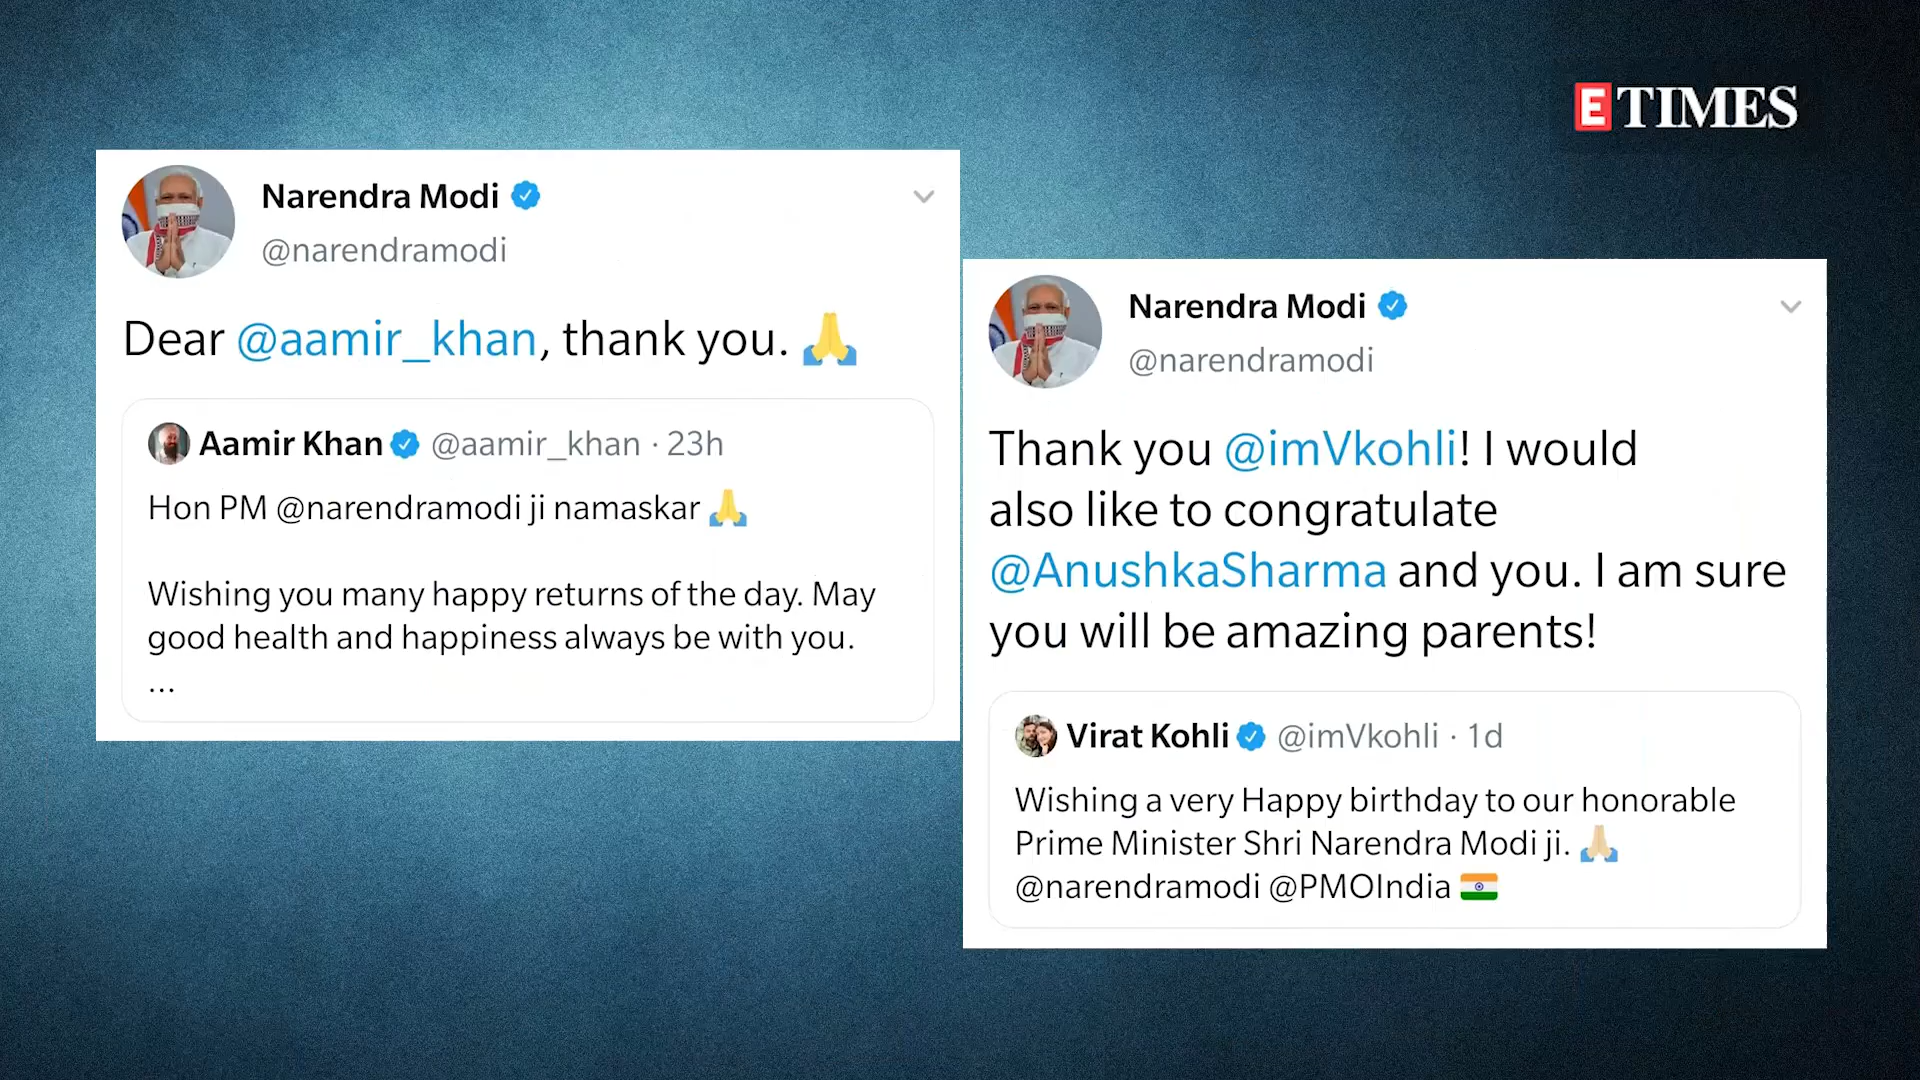 E TIMES
Narendra Modi
@narendramodi
Dear @aamir_khan, thank you. 🙏
Aamir Khan @aamir_khan · 23h
Hon PM @narendramodi ji namaskar 🙏
Wishing you many happy returns of the day. May
good health and happiness always be with you.
...
Narendra Modi
@narendramodi
Thank you @imVkohli! I would
also like to congratulate
@AnushkaSharma and you. I am sure
you will be amazing parents!
Virat Kohli @imVkohli · 1d
Wishing a very Happy birthday to our honorable
Prime Minister Shri Narendra Modi ji. 🙏🏼
@narendramodi @PMOIndia 🇮🇳